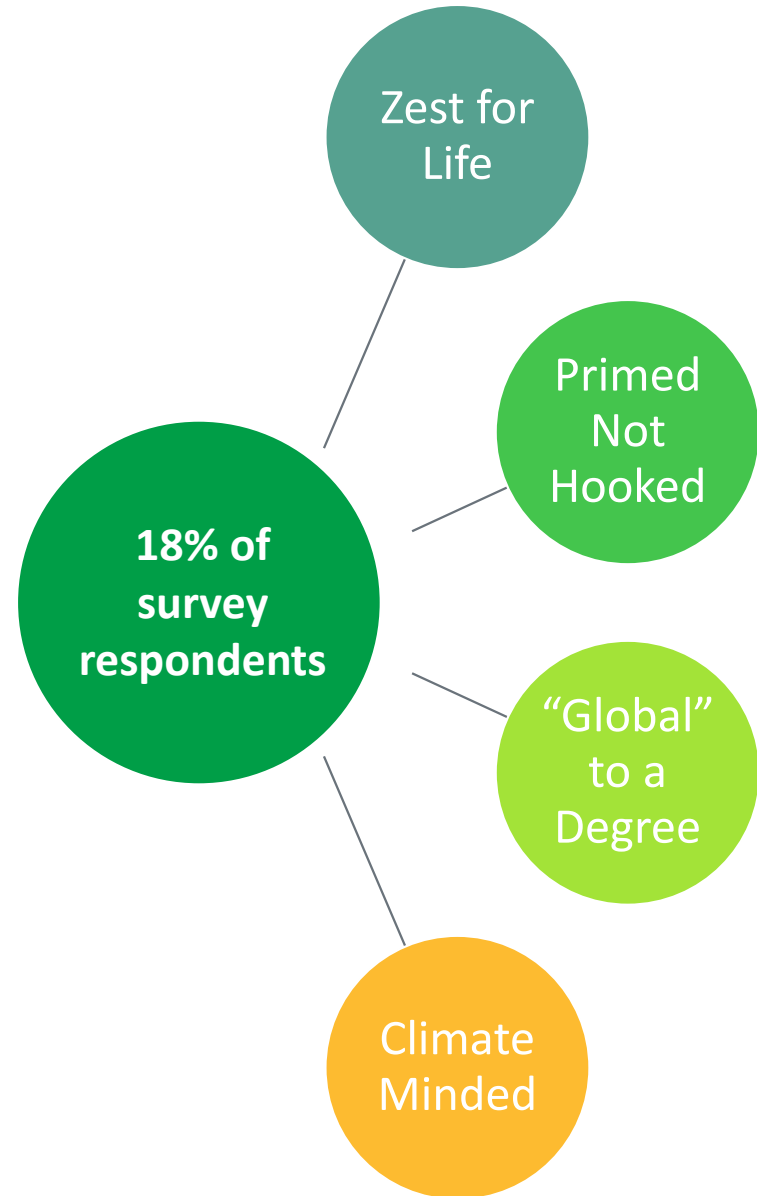 Zest for
Life
Primed
Not
Hooked
18% of
survey
respondents
“Global”
to a
Degree
Climate
Minded